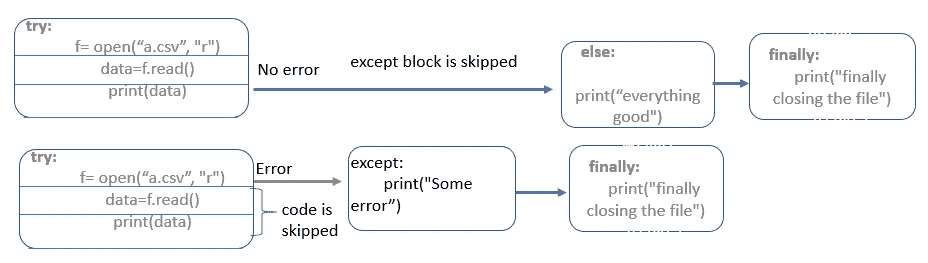 try:
f= open(“a.csv”, "r")
data=f.read()
print(data)
No error
except block is skipped
else:
print(“everything
good")
finally:
print("finally
closing the file")
try:
f= open(“a.csv”, "r")
data=f.read()
print(data)
Error
code is
skipped
except:
print("Some
error”)
finally:
print("finally
closing the file")